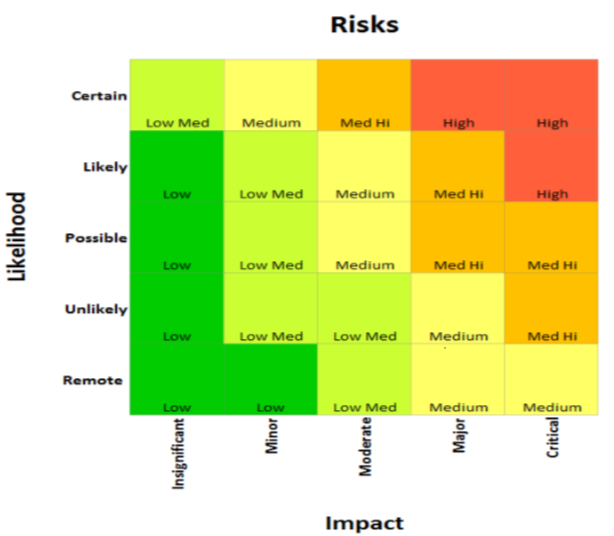 Risks
Certain
Low Med Medium Med Hi High High
Likely
Low Low Med Medium Med Hi High
Likelihood
Possible
Low Low Med Medium Med Hi Med Hi
Unlikely
Low Low Med Low Med Medium Med Hi
Remote
Low Low Low Med Medium Medium
Insignificant Minor Moderate Major Critical
Impact